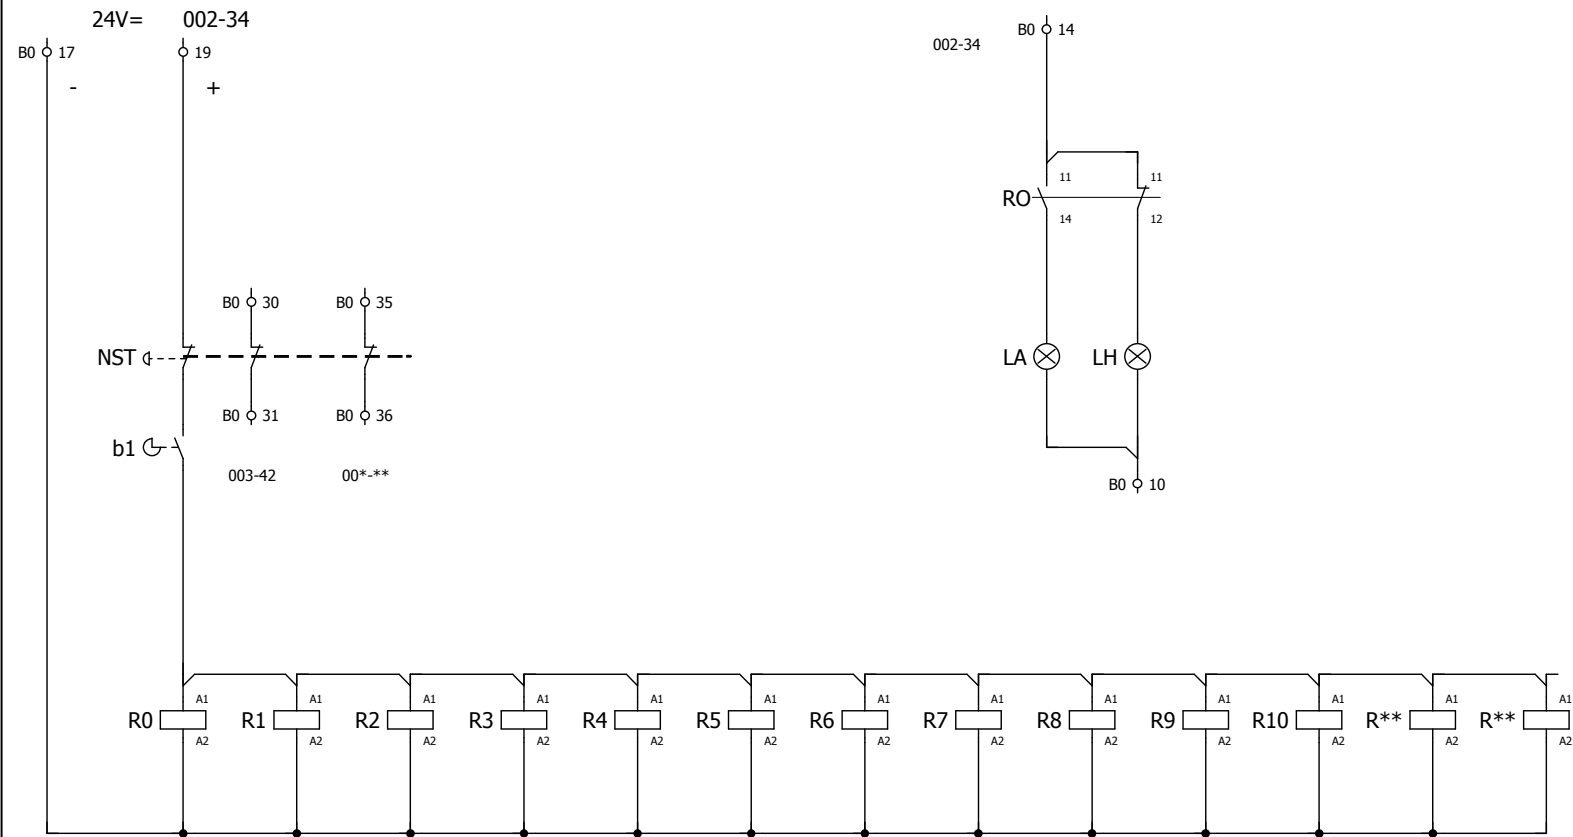 24V= 002-34
B0 17 19
- +
B0 14
002-34
11 11
RO
14 12
B0 30 B0 35
NST
LA LH
B0 31 B0 36
b1
003-42 00*-**
B0 10
A1 A1 A1 A1 A1 A1 A1 A1 A1 A1 A1 A1 A1
R0 R1 R2 R3 R4 R5 R6 R7 R8 R9 R10 R** R**
A2 A2 A2 A2 A2 A2 A2 A2 A2 A2 A2 A2 A2